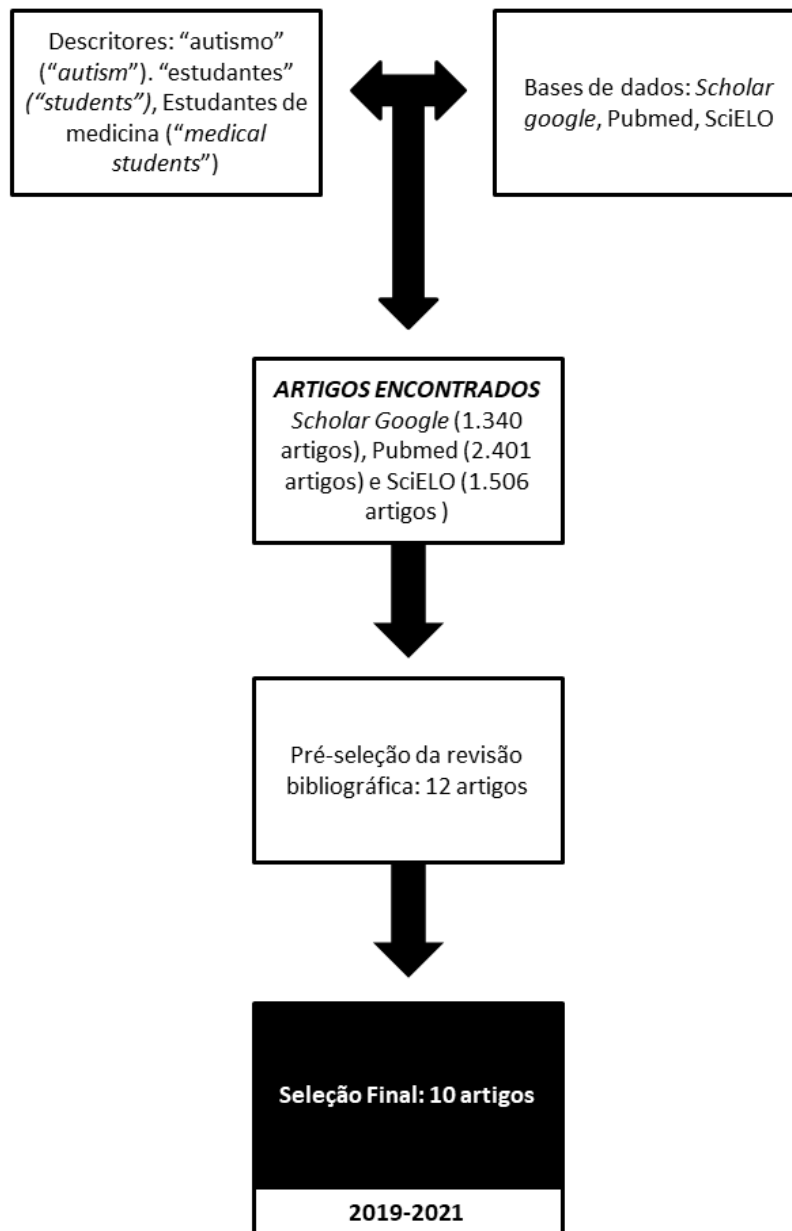 Descritores: “autismo”
(“autism”). “estudantes”
(“students”), Estudantes de
medicina (“medical
students”)
Bases de dados: Scholar
google, Pubmed, SciELO
ARTIGOS ENCONTRADOS
Scholar Google (1.340
artigos), Pubmed (2.401
artigos) e SciELO (1.506
artigos )
Pré-seleção da revisão
bibliográfica: 12 artigos
Seleção Final: 10 artigos
2019-2021